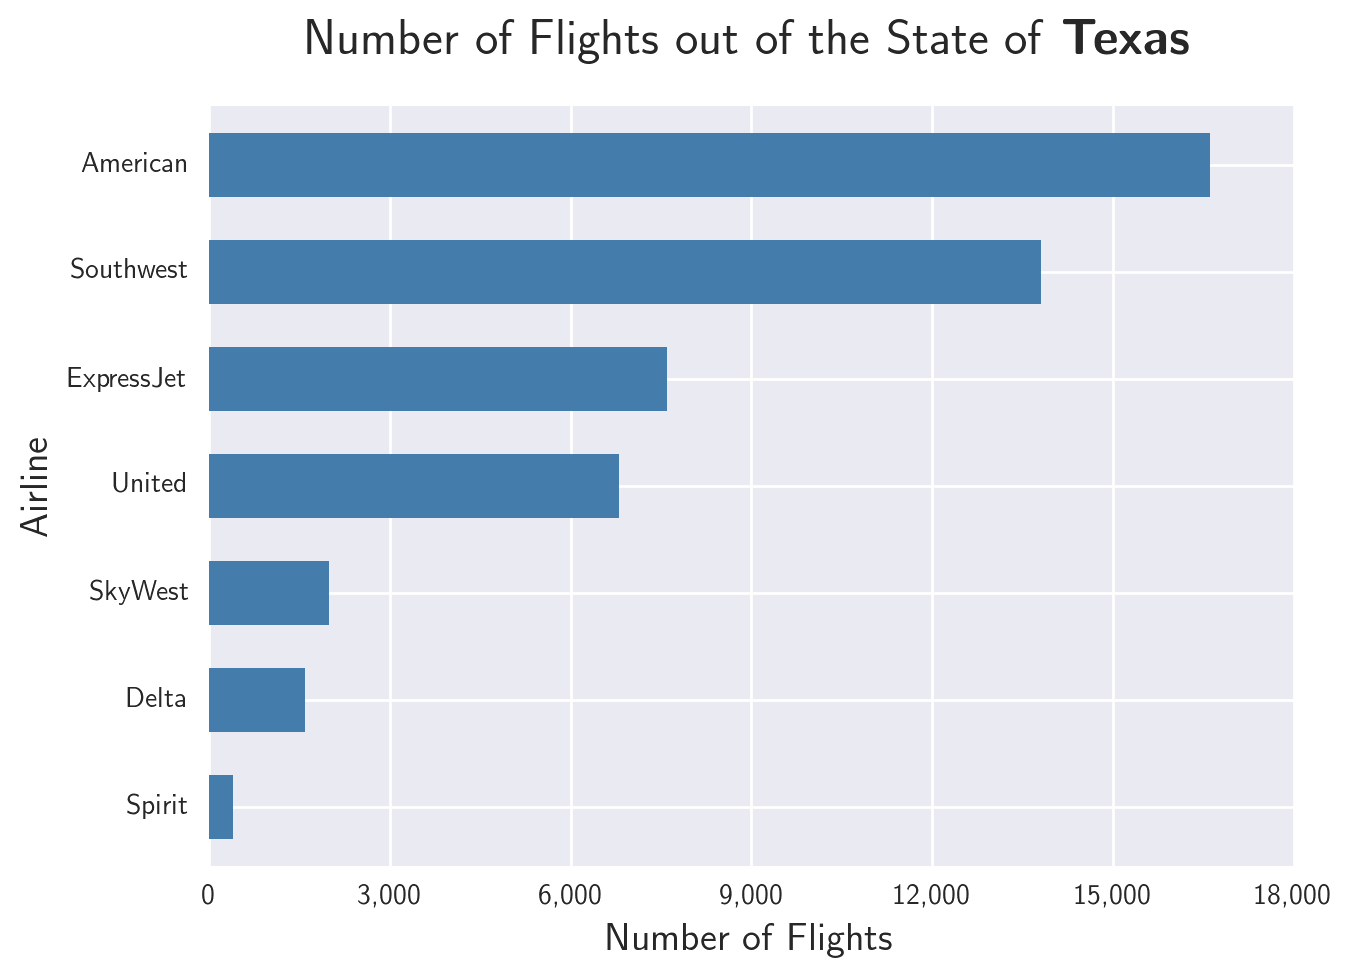 Number of Flights out of the State of Texas
American
Southwest
ExpressJet
United
SkyWest
Delta
Spirit
Airline
0 3,000 6,000 9,000 12,000 15,000 18,000
Number of Flights